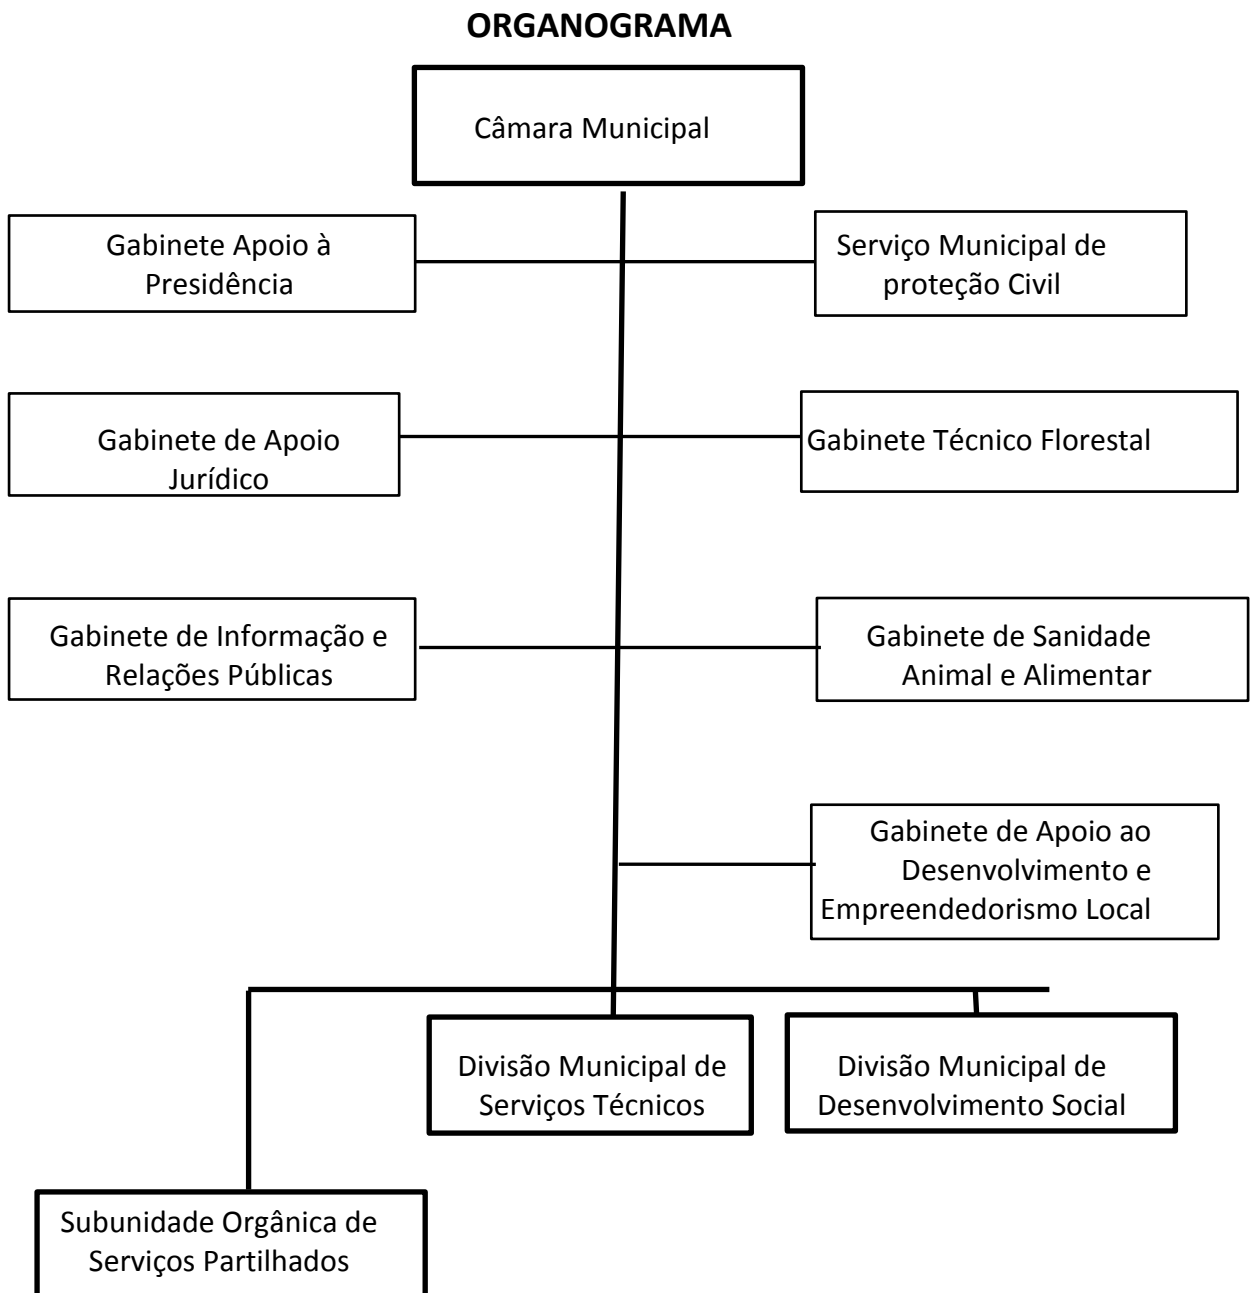 ORGANOGRAMA
Câmara Municipal
Gabinete Apoio à
Presidência
Serviço Municipal de
proteção Civil
Gabinete de Apoio
Jurídico
Gabinete Técnico Florestal
Gabinete de Informação e
Relações Públicas
Gabinete de Sanidade
Animal e Alimentar
Gabinete de Apoio ao
Desenvolvimento e
Empreendedorismo Local
Divisão Municipal de
Serviços Técnicos
Divisão Municipal de
Desenvolvimento Social
Subunidade Orgânica de
Serviços Partilhados